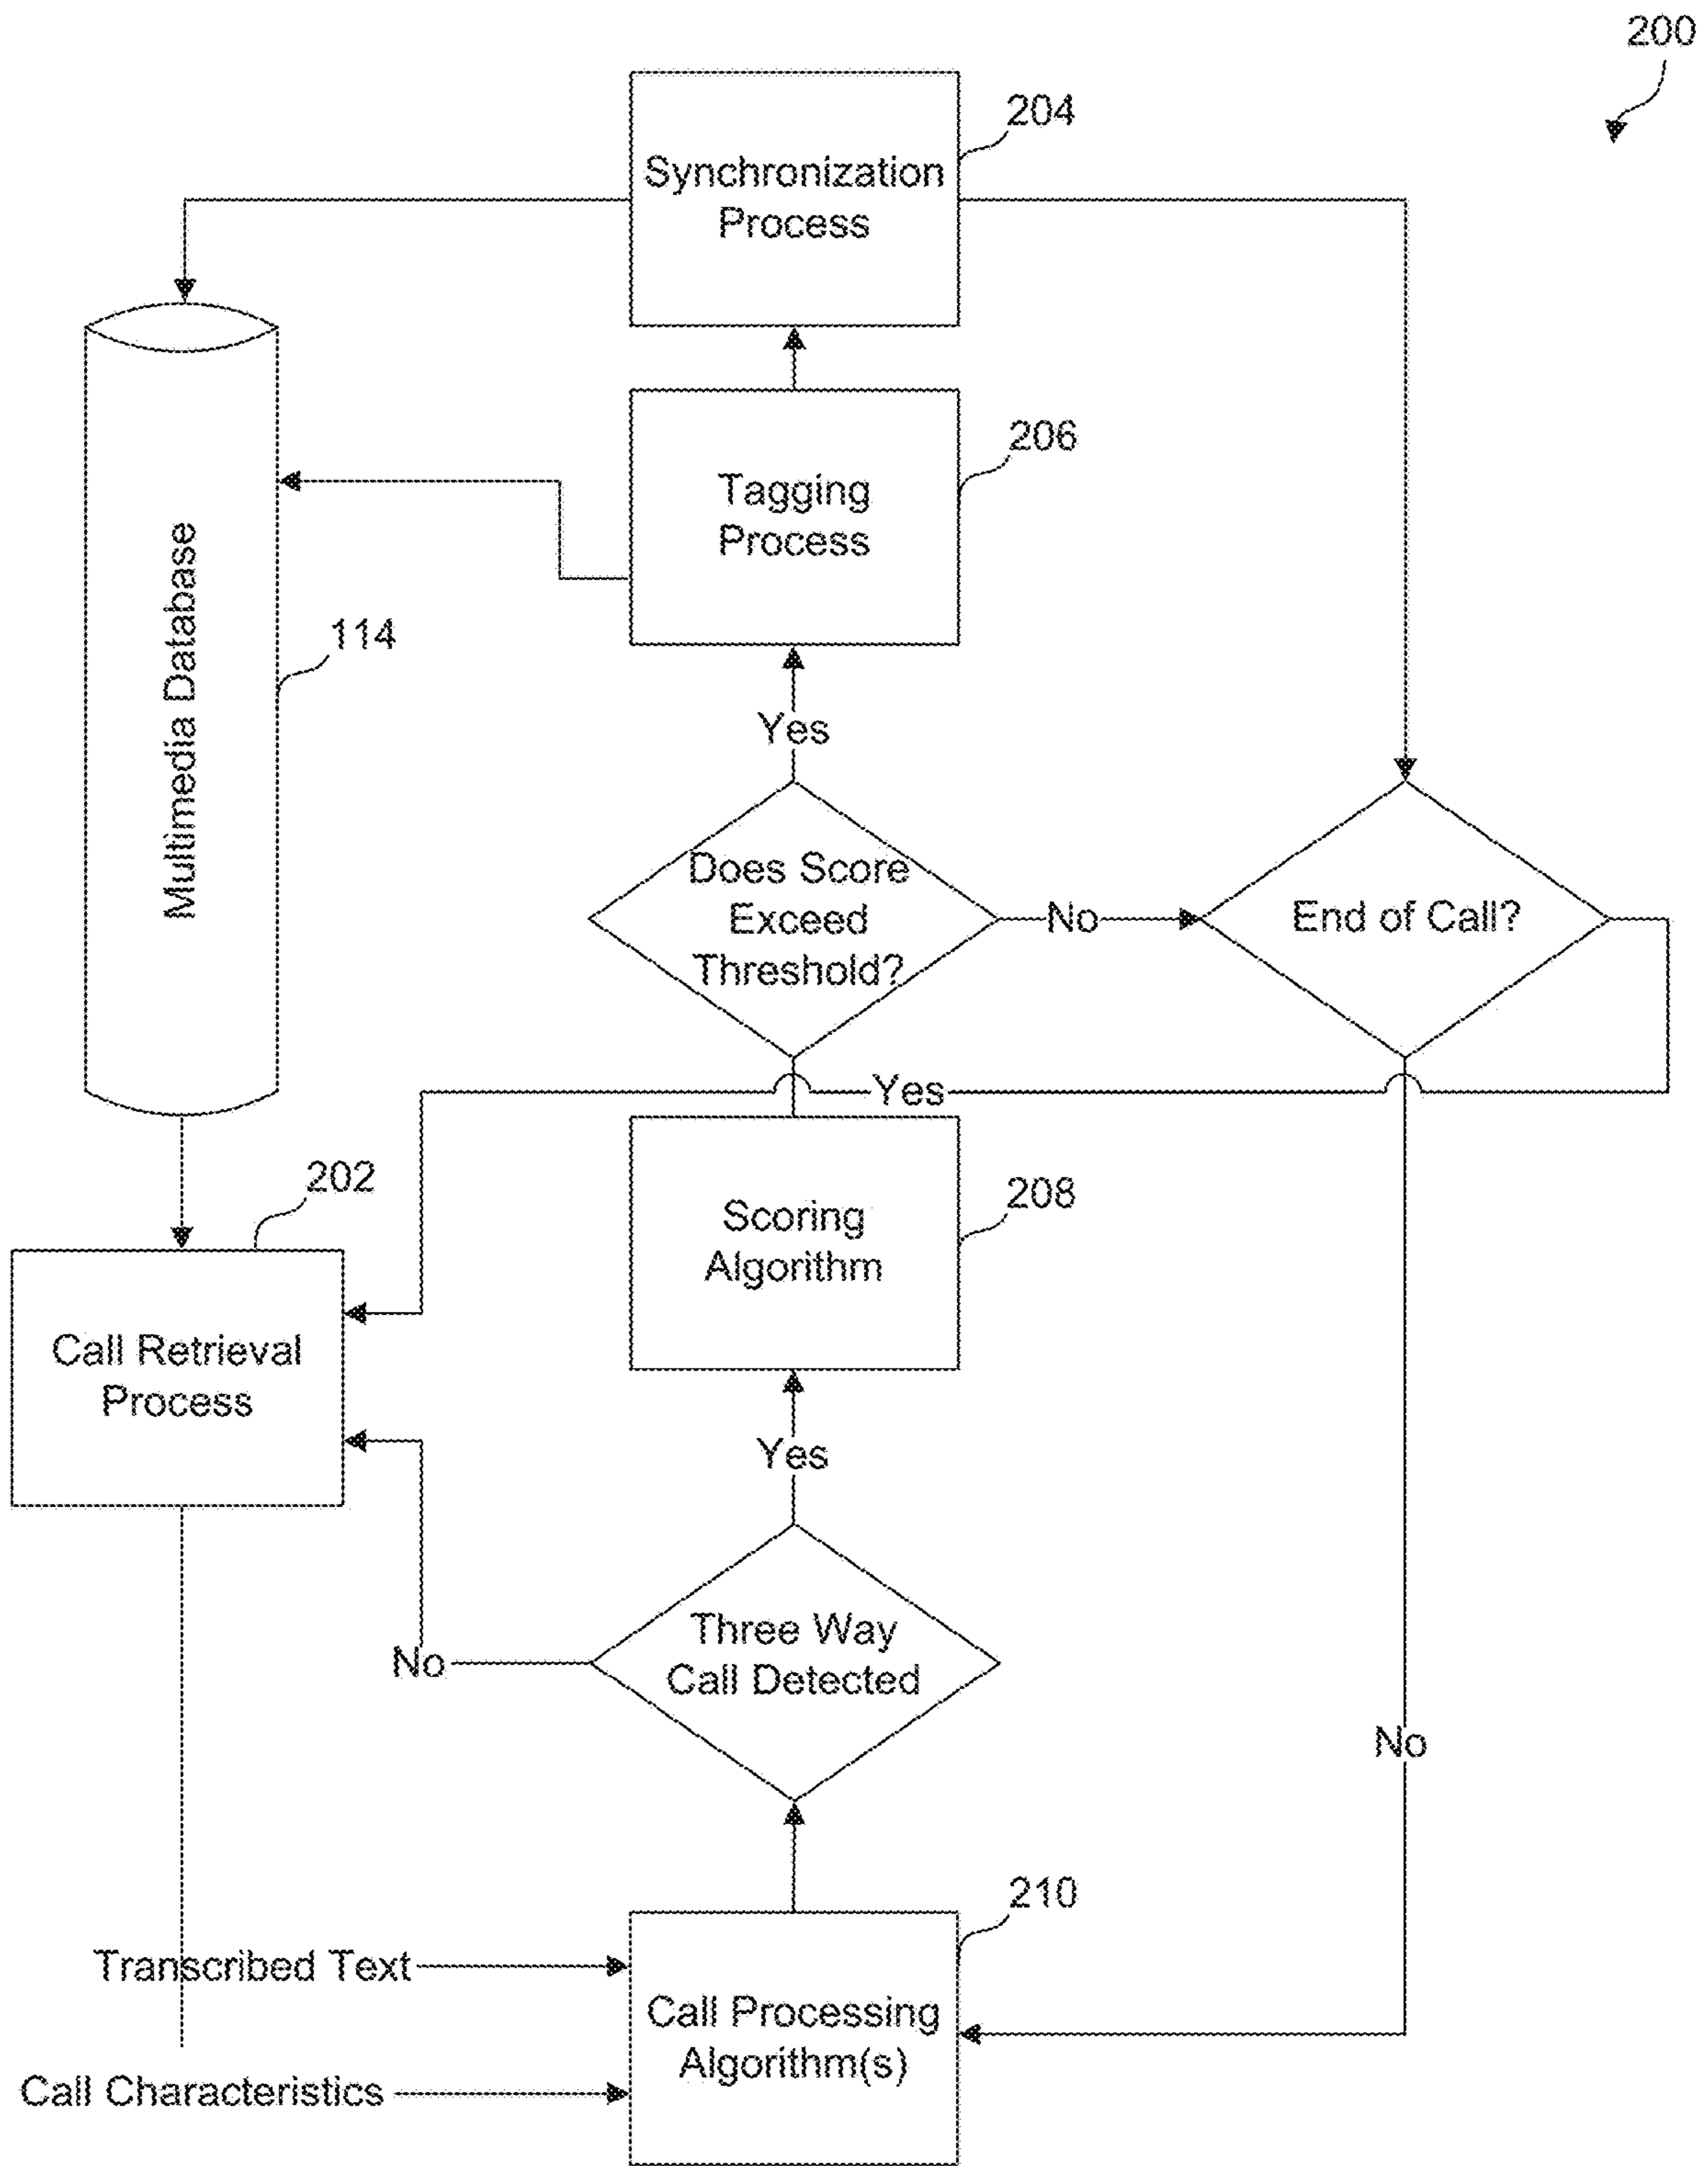 200
204
Synchronization
Process
206
Tagging
Process
114
Multimedia Database
Yes
Does Score
Exceed
Threshold?
No
End of Call?
Yes
202
208
Scoring
Algorithm
Call Retrieval
Process
Yes
Three Way
Call Detected
No
No
210
Transcribed Text
Call Processing
Algorithm(s)
Call Characteristics